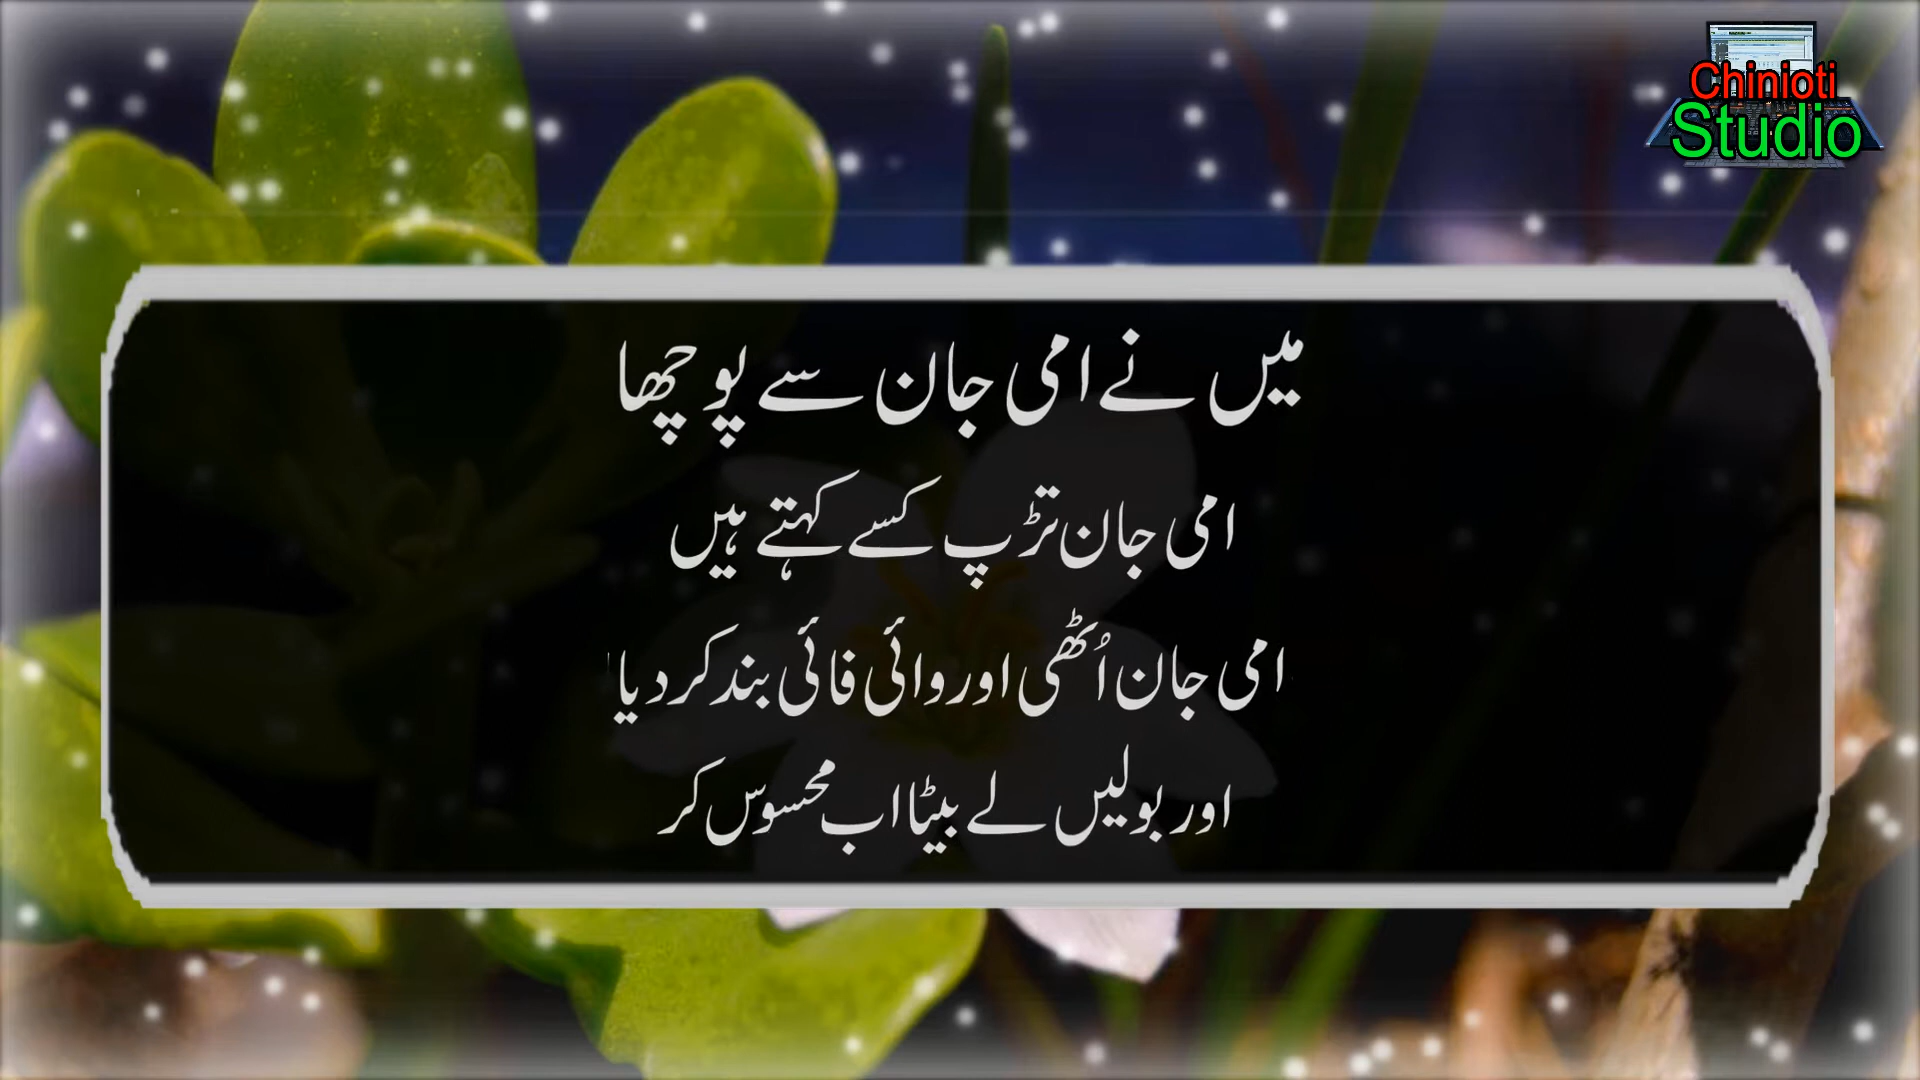 Chinioti
Studio
میں نے امی جان سے پوچھا
امی جان تڑپ کسے کہتے ہیں
امی جان اُٹھی اور وائی فائی بند کر دیا
اور بولیں لے بیٹا اب محسوس کر